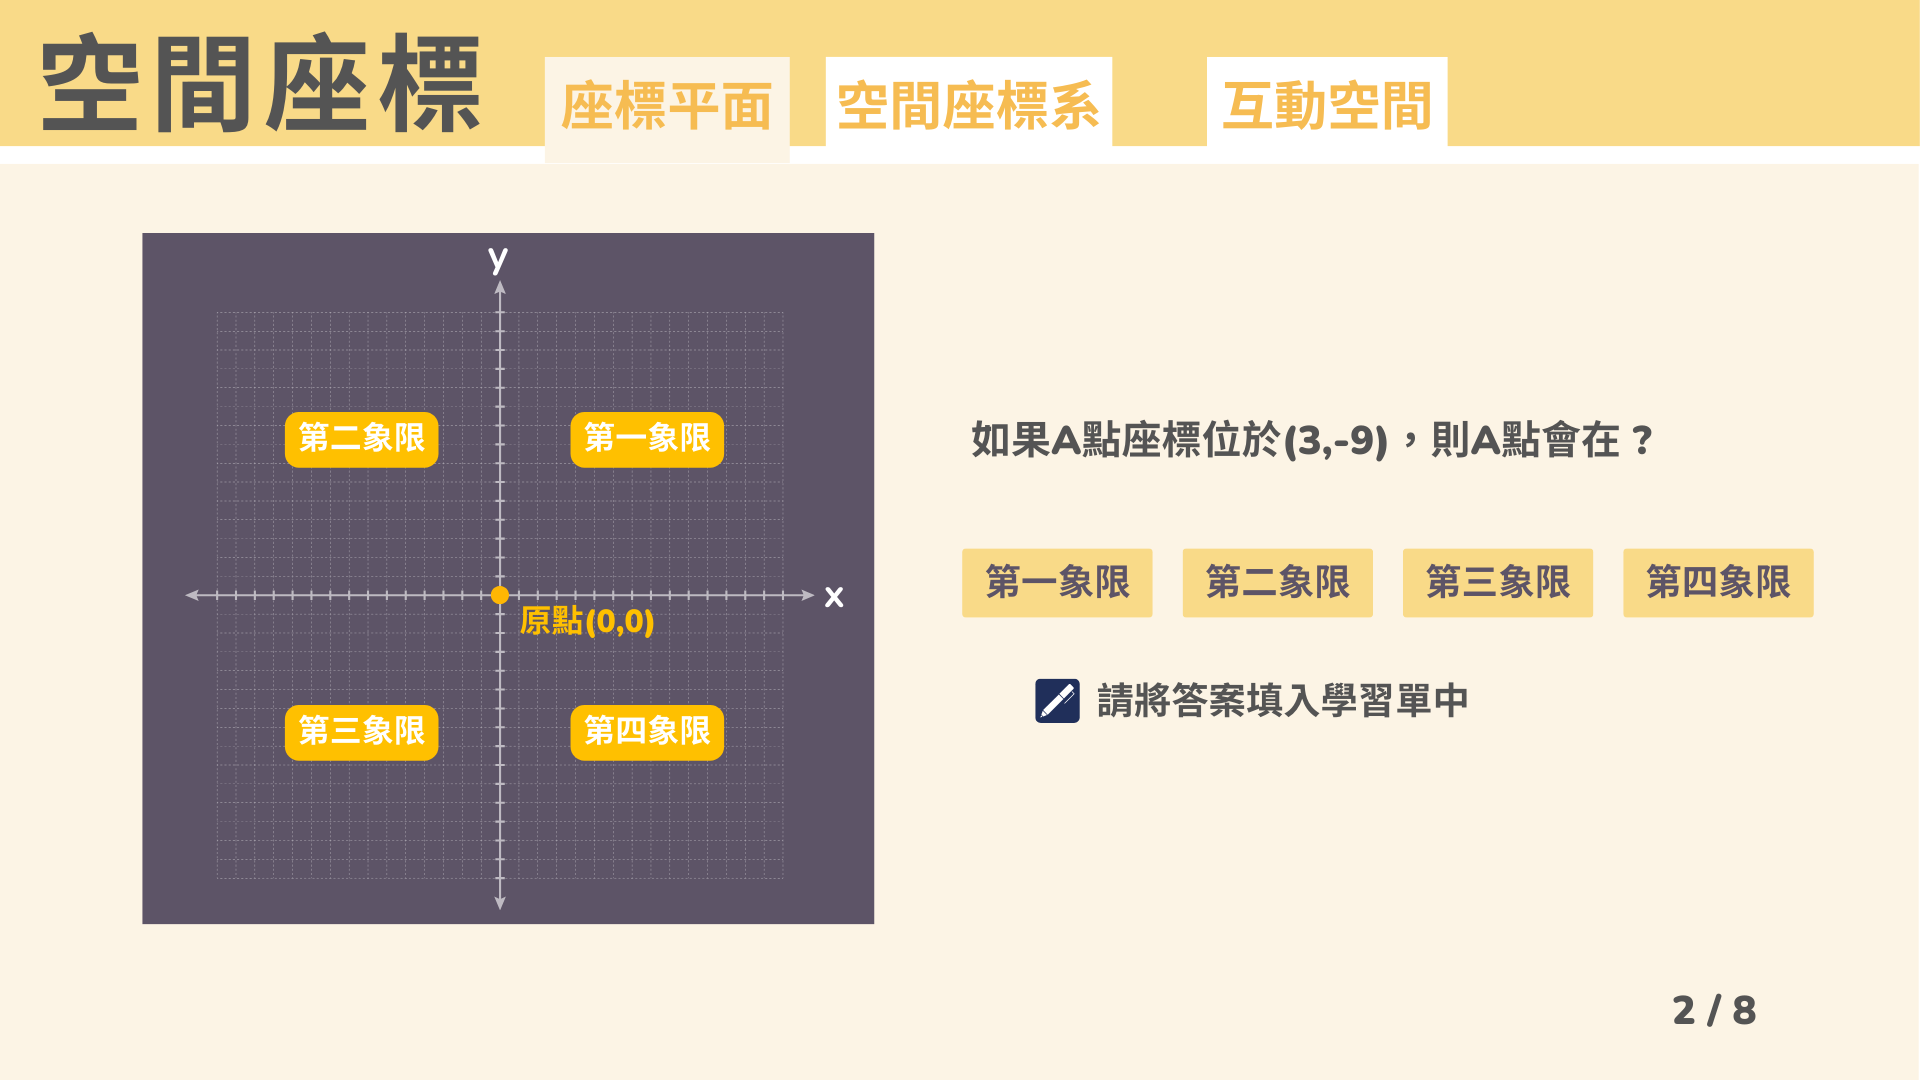 空間座標
座標平面
空間座標系
互動空間
y
第二象限
第一象限
x
原點(0,0)
第三象限
第四象限
如果A點座標位於(3,-9)，則A點會在？
第一象限
第二象限
第三象限
第四象限
請將答案填入學習單中
2 / 8